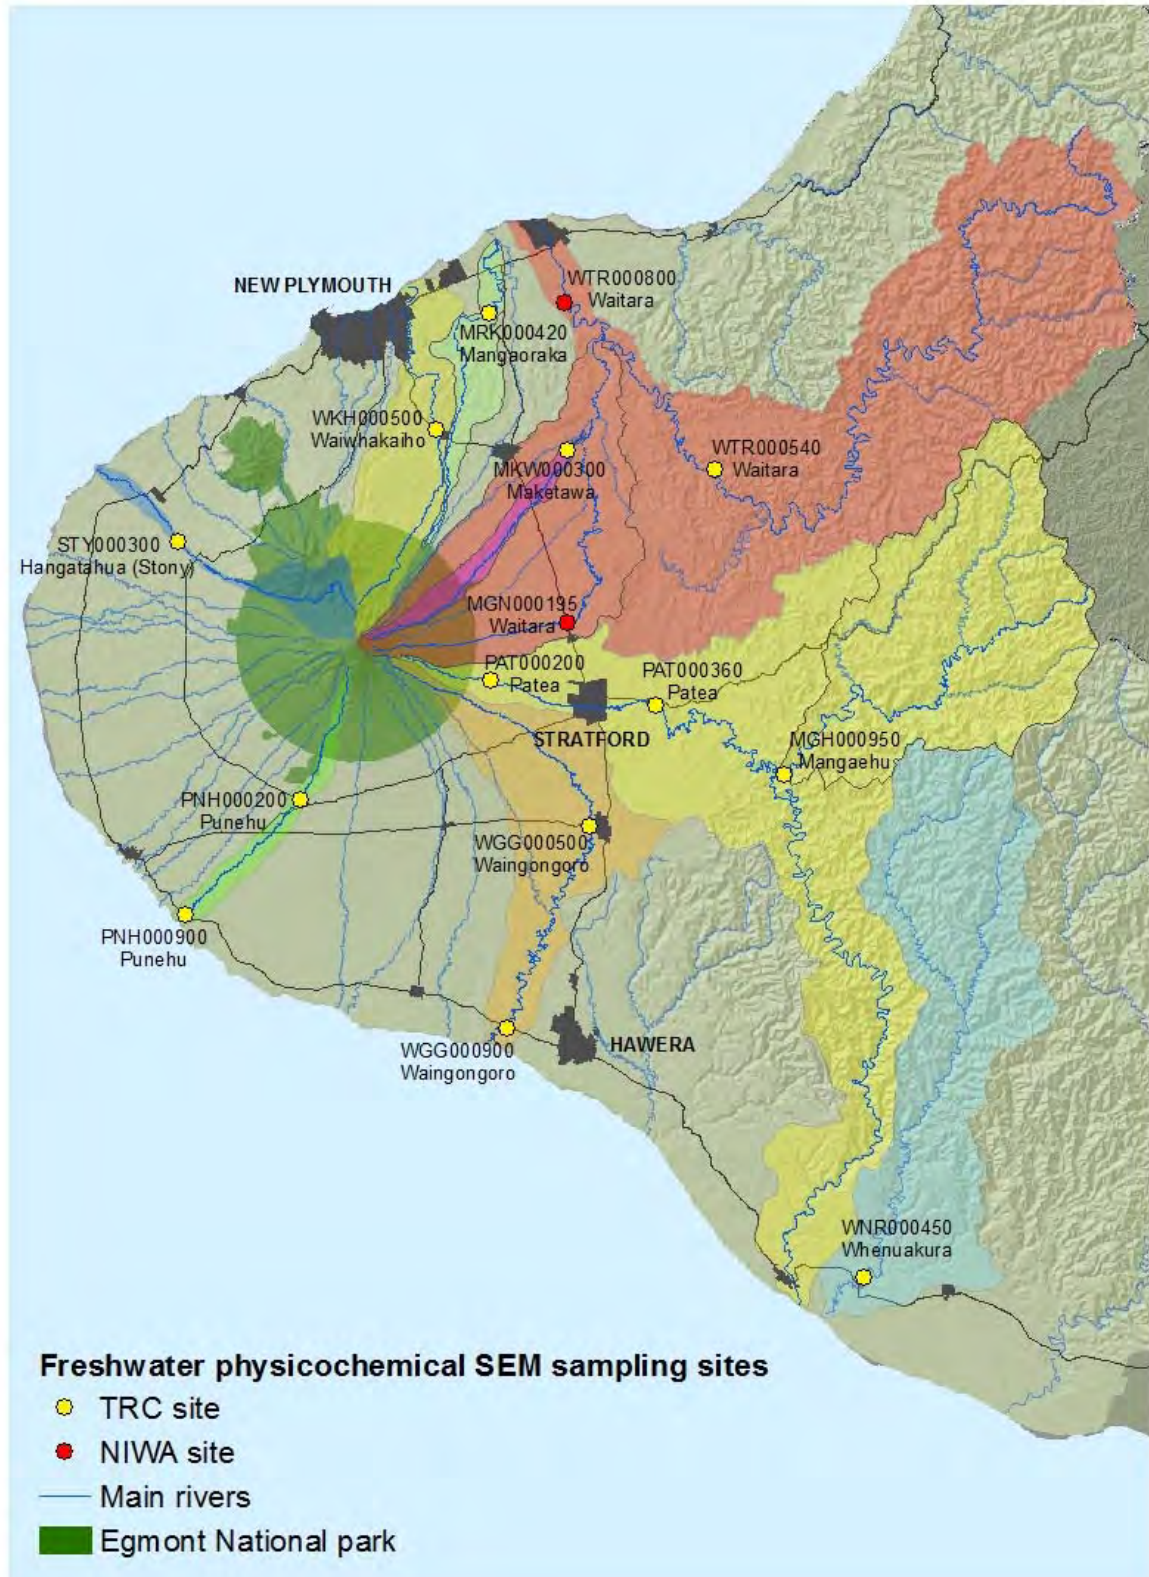 WTR000800
Waitara
NEW PLYMOUTH
MRK000420
Mangaoraka
WKH000500
Waiwhakaiho
MKW000300
Maketawa
WTR000540
Waitara
STY000300
Hangatahua (Stony)
MGN000195
Waitara
PAT000200
Patea
PAT000360
Patea
STRATFORD
MGH000950
Mangaehu
PNH000200
Punehu
WGG000500
Waingongoro
PNH000900
Punehu
WGG000900
Waingongoro
HAWERA
WNR000450
Whenuakura
Freshwater physicochemical SEM sampling sites
TRC site
NIWA site
Main rivers
Egmont National park